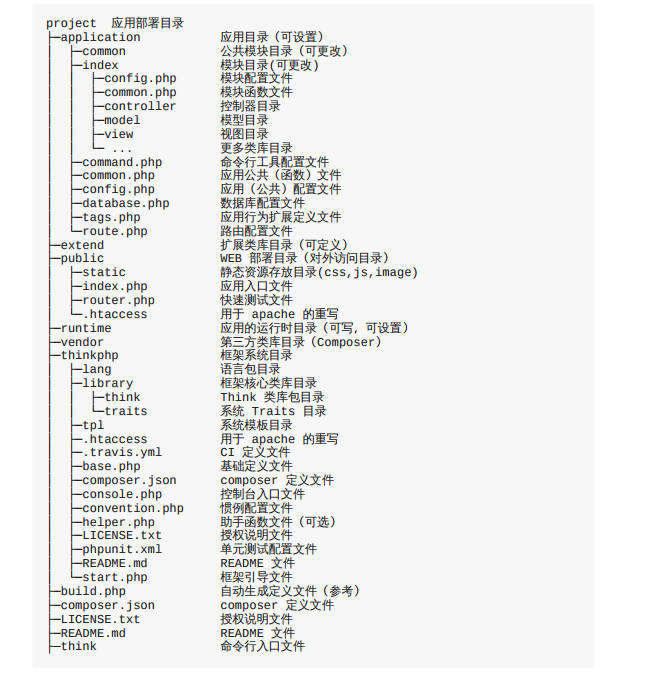 project  应用部署目录
├─application           应用目录（可设置）
│  ├─common             公共模块目录（可更改）
│  ├─index              模块目录(可更改)
│  │  ├─config.php      模块配置文件
│  │  ├─common.php      模块函数文件
│  │  ├─controller      控制器目录
│  │  ├─model           模型目录
│  │  ├─view            视图目录
│  │  └─ ...            更多类库目录
│  ├─command.php        命令行工具配置文件
│  ├─common.php         应用公共（函数）文件
│  ├─config.php         应用（公共）配置文件
│  ├─database.php       数据库配置文件
│  ├─tags.php           应用行为扩展定义文件
│  └─route.php          路由配置文件
├─extend                扩展类库目录（可定义）
├─public                WEB 部署目录（对外访问目录）
│  ├─static             静态资源存放目录(css,js,image)
│  ├─index.php          应用入口文件
│  ├─router.php         快速测试文件
│  └─.htaccess          用于 apache 的重写
├─runtime               应用的运行时目录（可写，可设置）
├─vendor                第三方类库目录（Composer）
├─thinkphp              框架系统目录
│  ├─lang               语言包目录
│  ├─library            框架核心类库目录
│  │  ├─think           Think 类库包目录
│  │  └─traits          系统 Traits 目录
│  ├─tpl                系统模板目录
│  ├─.htaccess          用于 apache 的重写
│  ├─.travis.yml        CI 定义文件
│  ├─base.php           基础定义文件
│  ├─composer.json      composer 定义文件
│  ├─console.php        控制台入口文件
│  ├─convention.php     惯例配置文件
│  ├─helper.php         助手函数文件（可选）
│  ├─LICENSE.txt        授权说明文件
│  ├─phpunit.xml        单元测试配置文件
│  ├─README.md          README 文件
│  └─start.php          框架引导文件
├─build.php             自动生成定义文件（参考）
├─composer.json         composer 定义文件
├─LICENSE.txt           授权说明文件
├─README.md             README 文件
├─think                 命令行入口文件